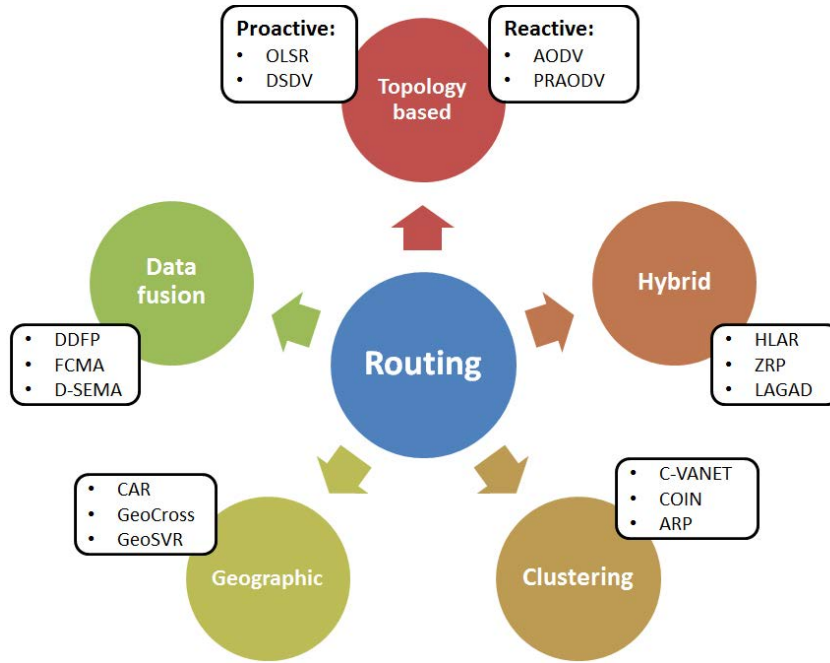 Proactive:
• OLSR
• DSDV
Reactive:
• AODV
• PRAODV
Topology
based
Data
fusion
• DDFP
• FCMA
• D-SEMA
Hybrid
• HLAR
• ZRP
• LAGAD
Routing
• CAR
• GeoCross
• GeoSVR
Geographic
• C-VANET
• COIN
• ARP
Clustering